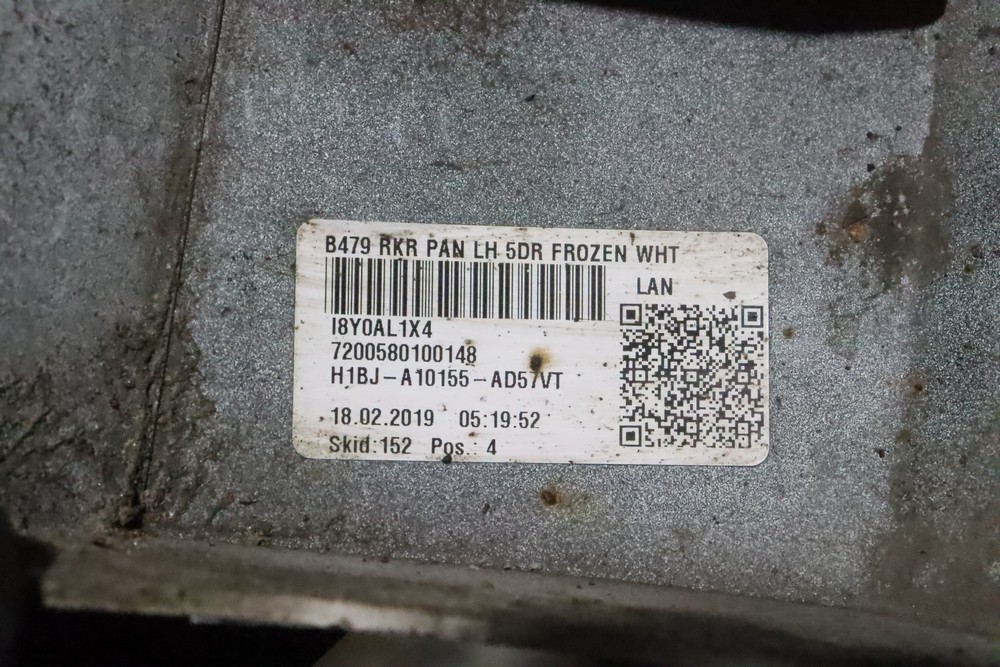 B479 RKR PAN LH 5DR FROZEN WHT
LAN
I8Y0AL1X4
7200580100148
H1BJ-A10155-AD57VT
18.02.2019 05:19:52
Skid:152 Pos.: 4